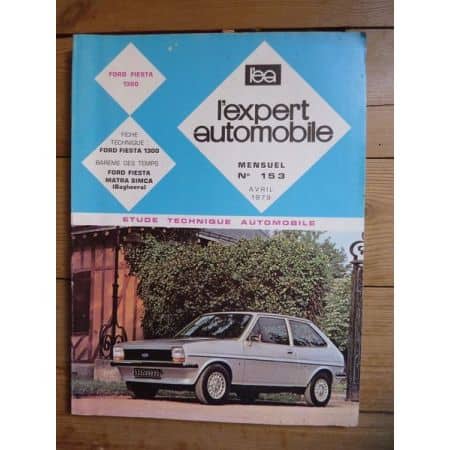 FORD FIESTA
1300
FICHE
TECHNIQUE :
FORD FIESTA 1300
BAREME DES TEMPS
FORD FIESTA
MATRA SIMCA
(Bagheera)
l'ea
l'expert
automobile
MENSUEL
N° 153
AVRIL
1979
ETUDE TECHNIQUE AUTOMOBILE